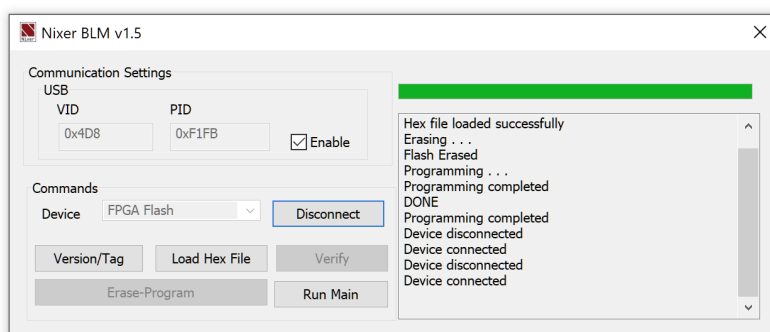 Nixer BLM v1.5
Communication Settings
USB
VID
PID
0x4D8
0xF1FB
Enable
Commands
Device
FPGA Flash
Disconnect
Version/Tag
Load Hex File
Verify
Erase-Program
Run Main
Hex file loaded successfully
Erasing . . .
Flash Erased
Programming . . .
Programming completed
DONE
Programming completed
Device disconnected
Device connected
Device disconnected
Device connected